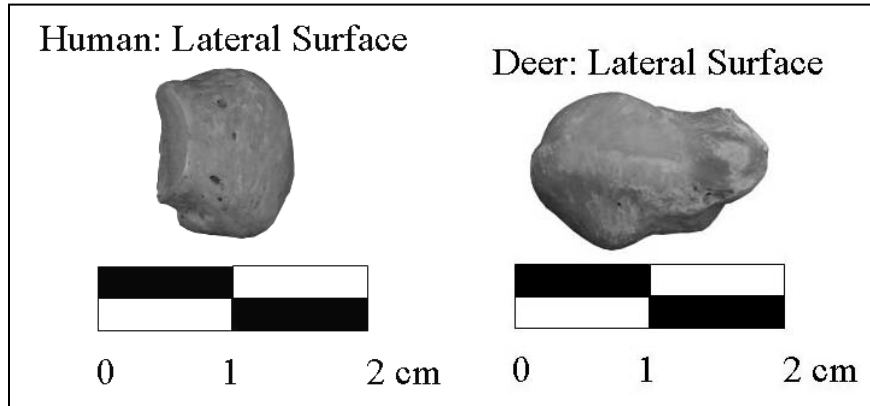 Human: Lateral Surface
Deer: Lateral Surface
0 1 2 cm
0 1 2 cm